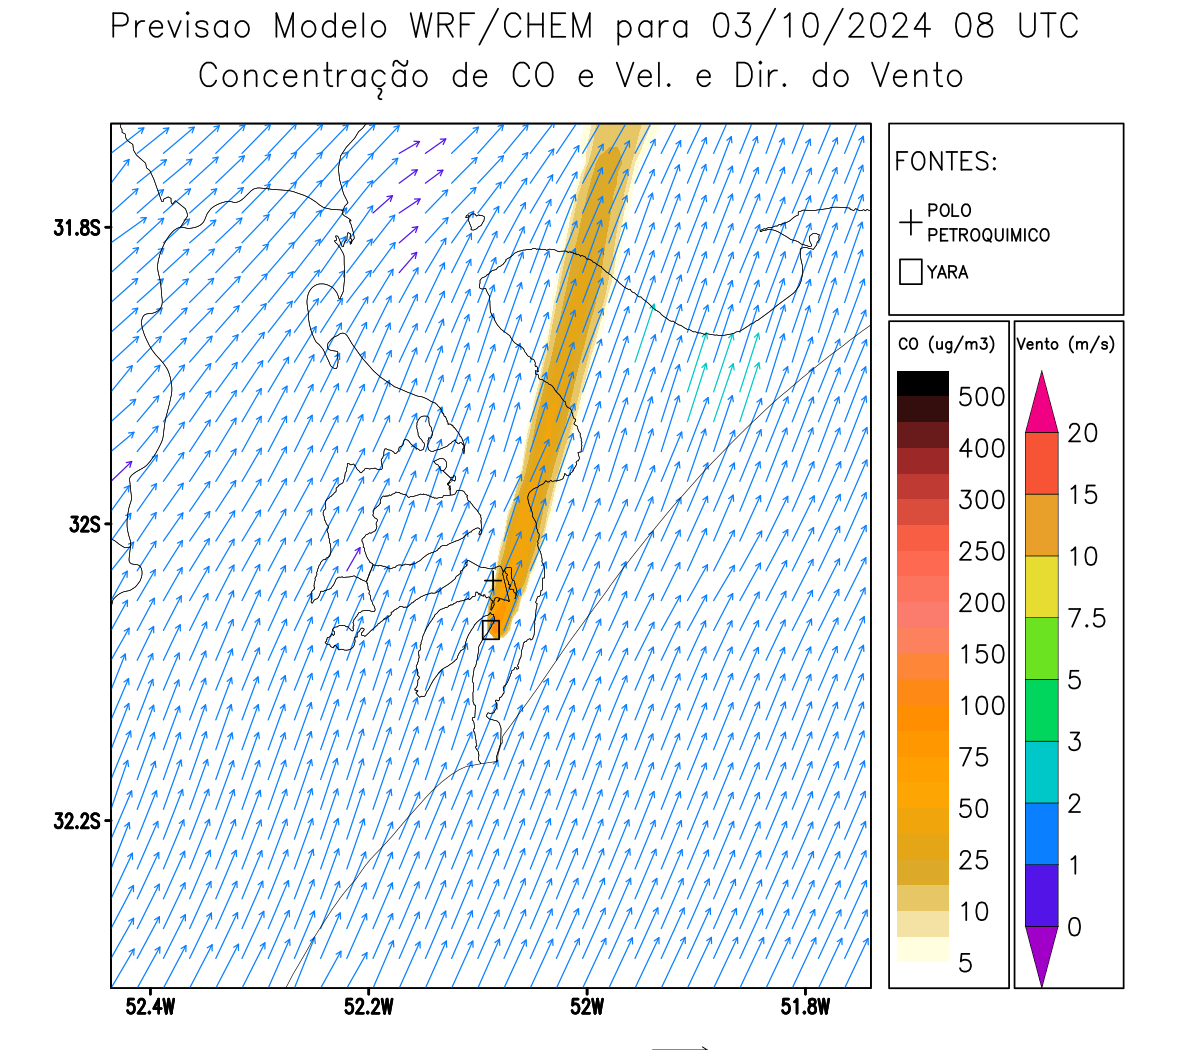 Previsao Modelo WRF/CHEM para 03/10/2024 08 UTC
Concentração de CO e Vel. e Dir. do Vento
FONTES:
POLO
PETROQUIMICO
YARA
CO (ug/m3)
500
400
300
250
200
150
100
75
50
25
10
5
Vento (m/s)
20
15
10
7.5
5
3
2
1
0
31.8S
32S
32.2S
52.4W
52.2W
52W
51.8W